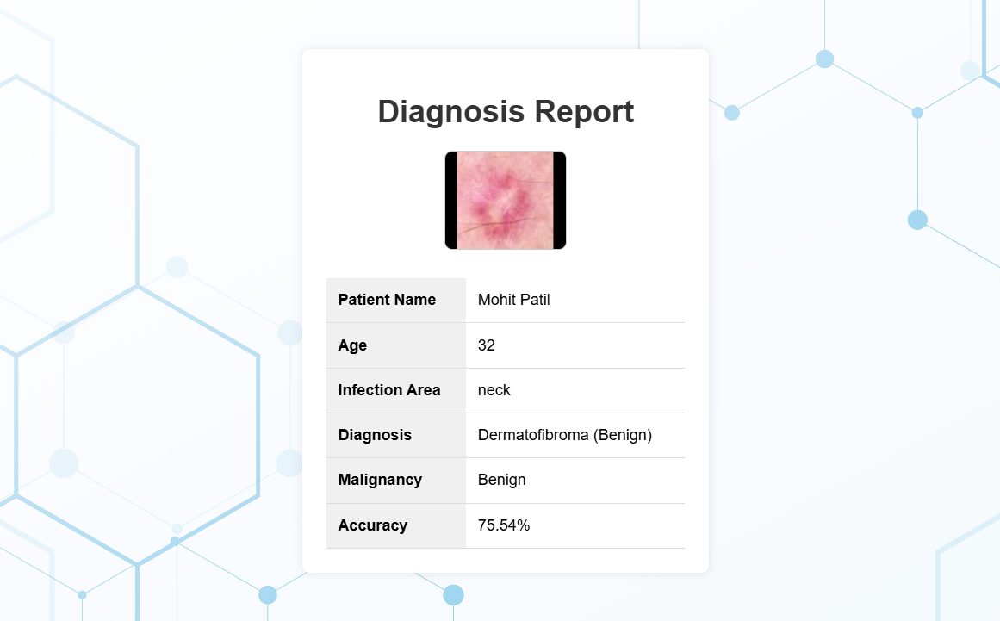 Diagnosis Report
Patient Name Mohit Patil
Age 32
Infection Area neck
Diagnosis Dermatofibroma (Benign)
Malignancy Benign
Accuracy 75.54%